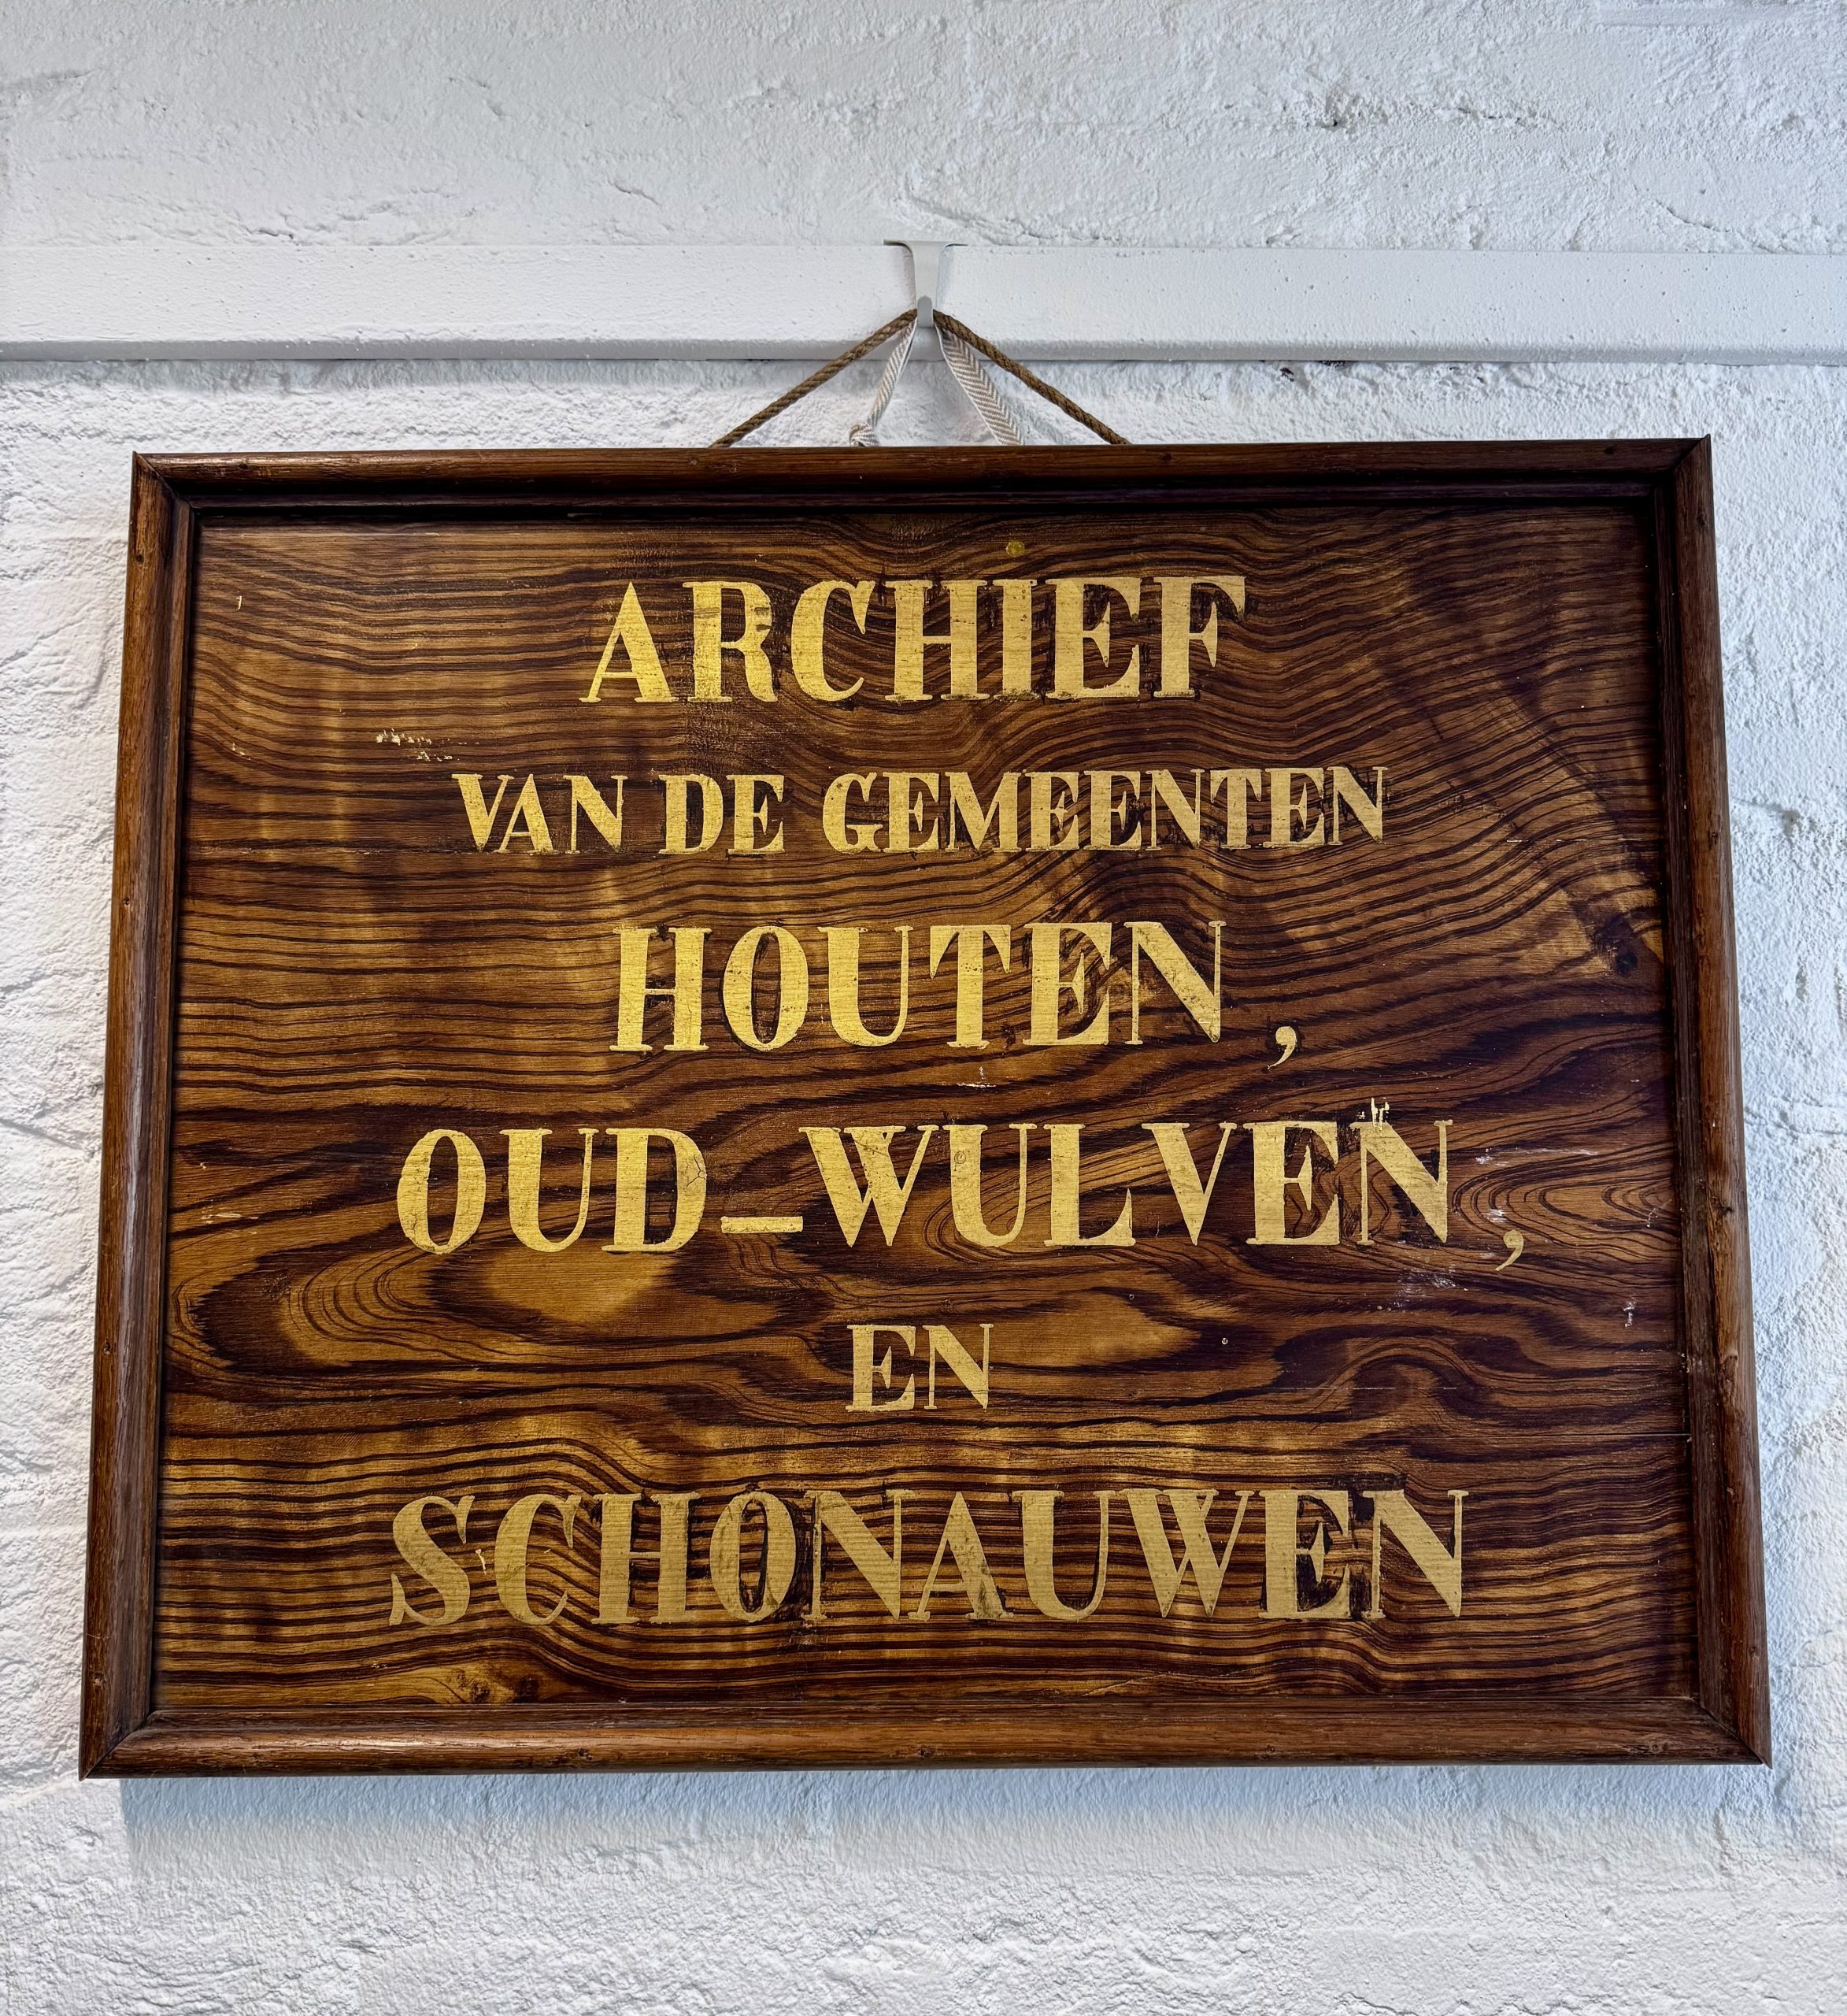 ARCHIEF
VAN DE GEMEENTEN
HOUTEN,
OUD-WULVEN,
EN
SCHONAUWEN